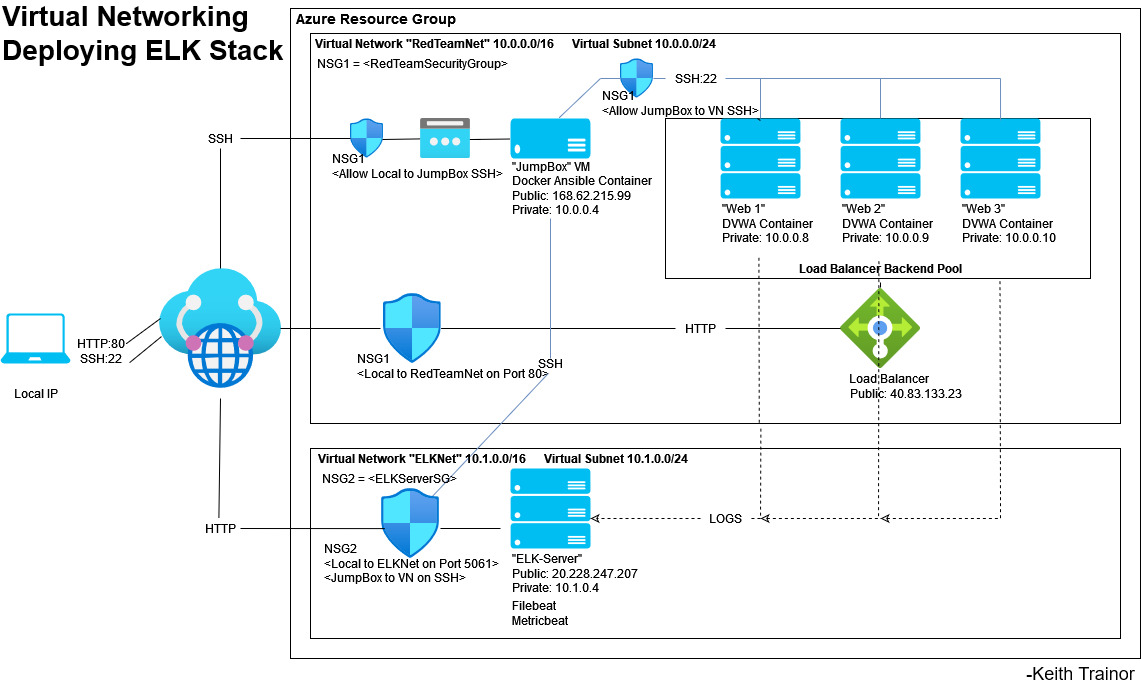 Virtual Networking
Deploying ELK Stack
Azure Resource Group
Virtual Network "RedTeamNet" 10.0.0.0/16 Virtual Subnet 10.0.0.0/24
NSG1 = <RedTeamSecurityGroup>
SSH:22
NSG1
<Allow JumpBox to VN SSH>
SSH
NSG1
<Allow Local to JumpBox SSH>
"JumpBox" VM
Docker Ansible Container
Public: 168.62.215.99
Private: 10.0.0.4
"Web 1"
DVWA Container
Private: 10.0.0.8
"Web 2"
DVWA Container
Private: 10.0.0.9
"Web 3"
DVWA Container
Private: 10.0.0.10
Load Balancer Backend Pool
HTTP:80
SSH:22
Local IP
NSG1
<Local to RedTeamNet on Port 80>
HTTP
SSH
Load Balancer
Public: 40.83.133.23
Virtual Network "ELKNet" 10.1.0.0/16 Virtual Subnet 10.1.0.0/24
NSG2 = <ELKServerSG>
HTTP
NSG2
<Local to ELKNet on Port 5061>
<JumpBox to VN on SSH>
LOGS
"ELK-Server"
Public: 20.228.247.207
Private: 10.1.0.4
Filebeat
Metricbeat
-Keith Trainor